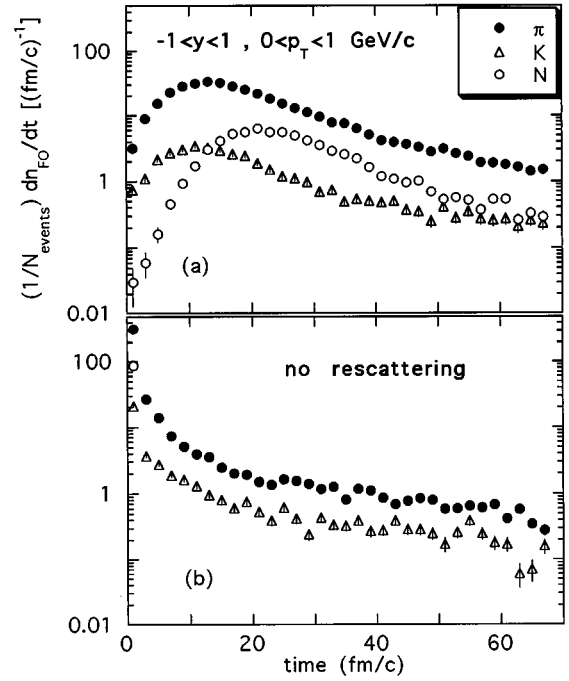 -1<y<1 , 0<p_T<1 GeV/c
π
K
N
100
1
0.01
(a)
(1/N_events) dn_FO/dt [(fm/c)^-1]
no rescattering
100
1
0.01
(b)
0 20 40 60
time (fm/c)